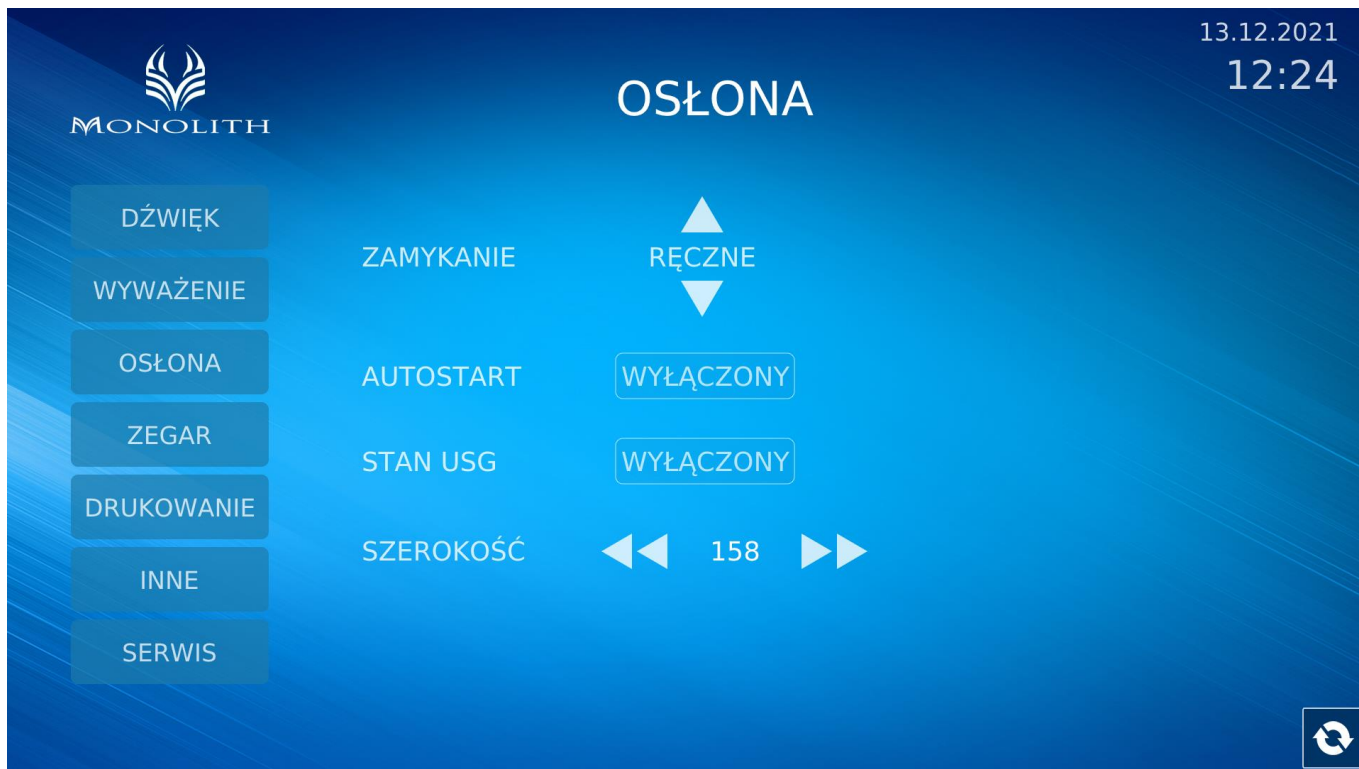 13.12.2021
12:24
MONOLITH
OSŁONA
DŹWIĘK
WYWAŻENIE
OSŁONA
ZEGAR
DRUKOWANIE
INNE
SERWIS
ZAMYKANIE
RĘCZNE
AUTOSTART
WYŁĄCZONY
STAN USG
WYŁĄCZONY
SZEROKOŚĆ
158